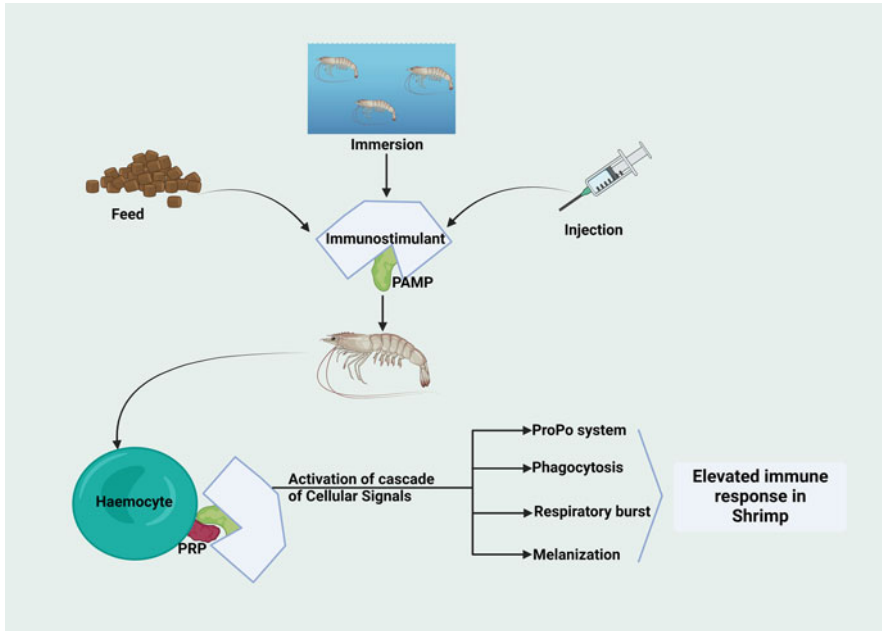 Immersion
Feed
Injection
Immunostimulant
PAMP
Haemocyte
PRP
Activation of cascade
of Cellular Signals
ProPo system
Phagocytosis
Respiratory burst
Melanization
Elevated immune
response in
Shrimp